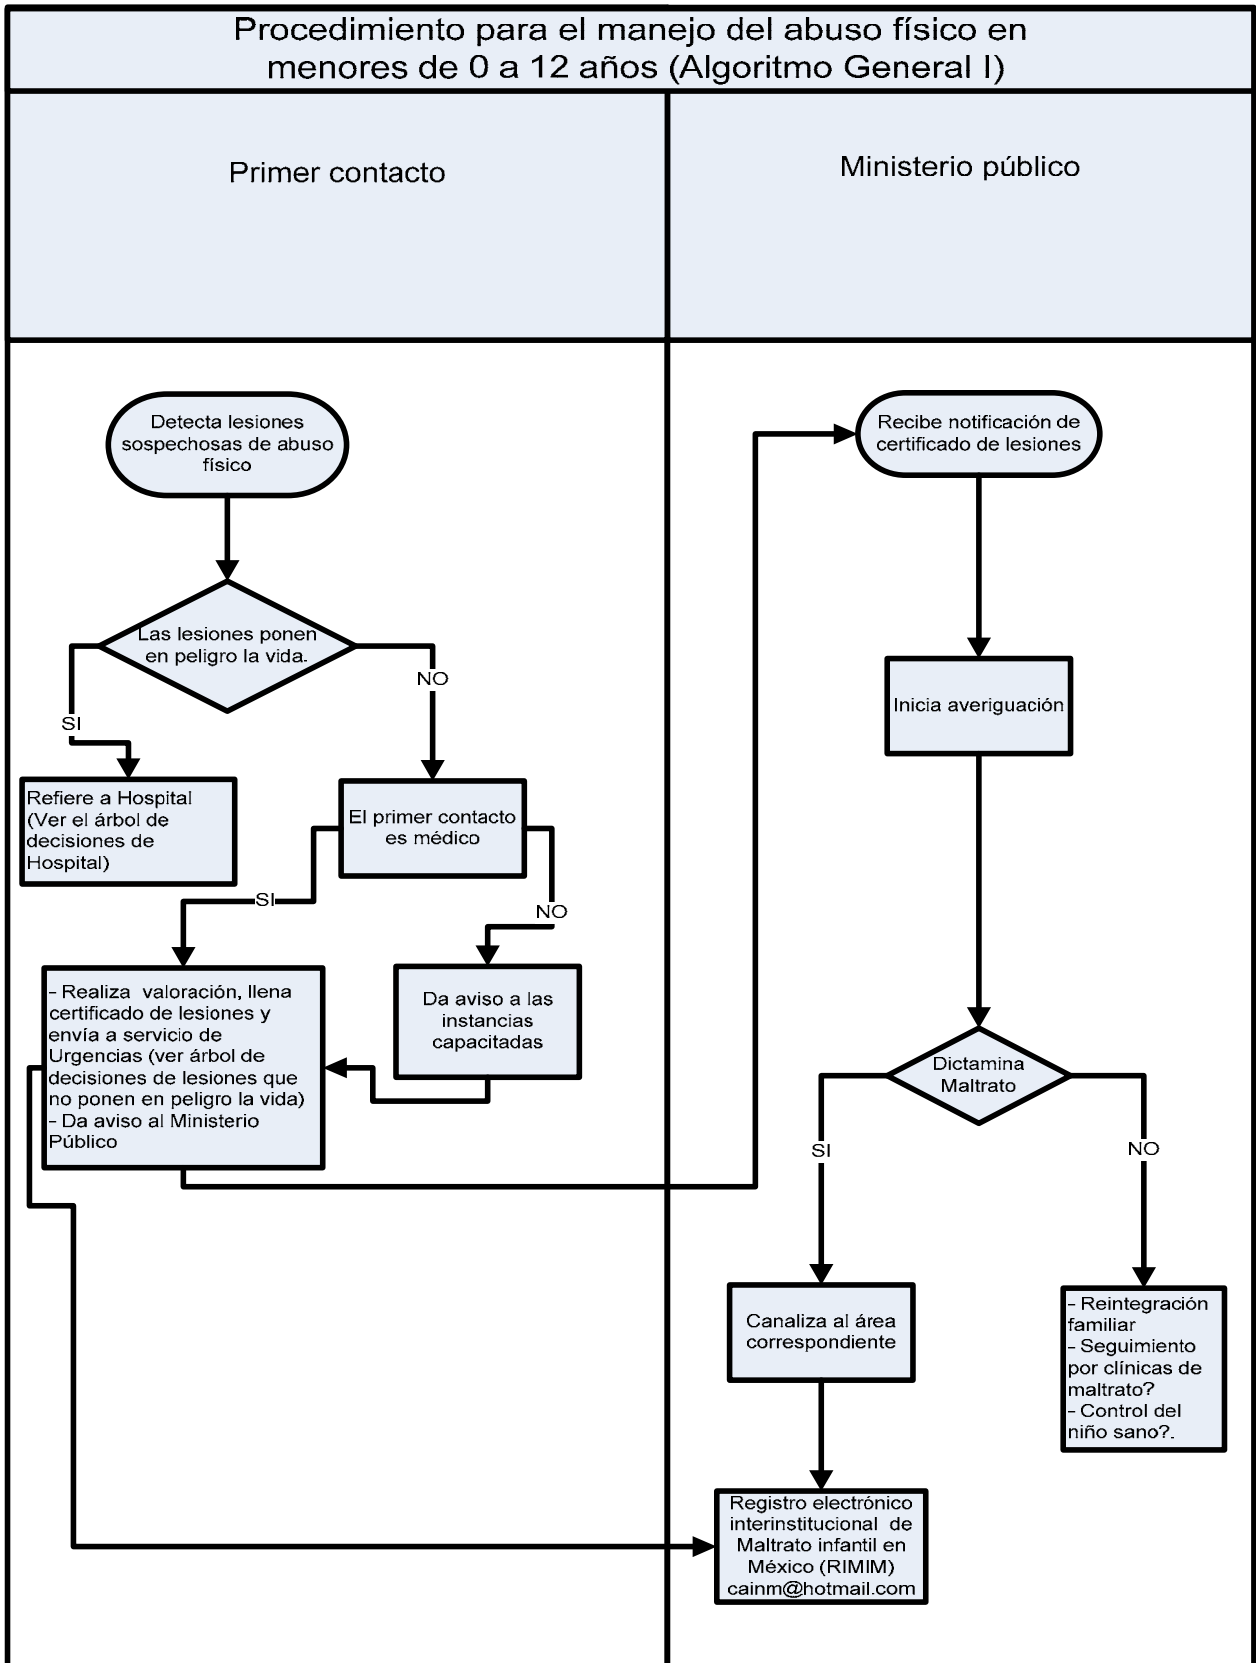 Procedimiento para el manejo del abuso físico en
menores de 0 a 12 años (Algoritmo General I)
Primer contacto
Ministerio público
Detecta lesiones
sospechosas de abuso
físico
Las lesiones ponen
en peligro la vida.
SI
NO
Refiere a Hospital
(Ver el árbol de
decisiones de
Hospital)
El primer contacto
es médico
SI
NO
- Realiza valoración, llena
certificado de lesiones y
envía a servicio de
Urgencias (ver árbol de
decisiones de lesiones que
no ponen en peligro la vida)
- Da aviso al Ministerio
Público
Da aviso a las
instancias
capacitadas
Recibe notificación de
certificado de lesiones
Inicia averiguación
Dictamina
Maltrato
SI
NO
Canaliza al área
correspondiente
- Reintegración
familiar
- Seguimiento
por clínicas de
maltrato?
- Control del
niño sano?.
Registro electrónico
interinstitucional de
Maltrato infantil en
México (RIMIM)
cainm@hotmail.com